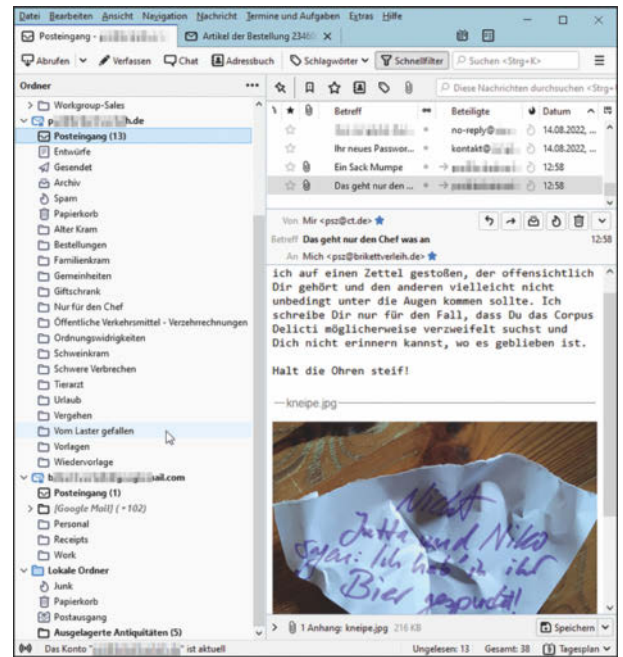 Datei Bearbeiten Ansicht Navigation Nachricht Termine und Aufgaben Extras Hilfe
Posteingang -
Artikel der Bestellung 23460
Abrufen Verfassen Chat Adressbuch Schlagwörter Schnellfilter Suchen <Strg+K>
Ordner
Diese Nachrichten durchsuchen <Strg+
Workgroup-Sales
p h.de
Posteingang (13)
Entwürfe
Gesendet
Archiv
Spam
Papierkorb
Alter Kram
Bestellungen
Familienkram
Gemeinheiten
Giftschrank
Nur für den Chef
Öffentliche Verkehrsmittel - Verzehrrechnungen
Ordnungswidrigkeiten
Schweinkram
Schwere Verbrechen
Tierarzt
Urlaub
Vergehen
Vom Laster gefallen
Vorlagen
Wiedervorlage
b ail.com
Posteingang (1)
[Google Mail] (+102)
Personal
Receipts
Work
Lokale Ordner
Junk
Papierkorb
Postausgang
Ausgelagerte Antiquitäten (5)
Betreff Beteiligte Datum
no-reply@ 14.08.2022, ...
Ihr neues Passwor... kontakt@ 14.08.2022, ...
Ein Sack Mumpe 12:58
Das geht nur den ... 12:58
Von Mir <psz@ct.de>
Betreff Das geht nur den Chef was an 12:58
An Mich <psz@brikettverleih.de>
ich auf einen Zettel gestoßen, der offensichtlich
Dir gehört und den anderen vielleicht nicht
unbedingt unter die Augen kommen sollte. Ich
schreibe Dir nur für den Fall, dass Du das Corpus
Delicti möglicherweise verzweifelt suchst und
Dich nicht erinnern kannst, wo es geblieben ist.
Halt die Ohren steif!
kneipe.jpg
Nicht
Jutta und Niko
sagen: Ich hab in ihr
Bier gespuckt!
1 Anhang: kneipe.jpg 216 KB
Speichern
Das Konto " " ist aktuell
Ungelesen: 13 Gesamt: 38 Tagesplan